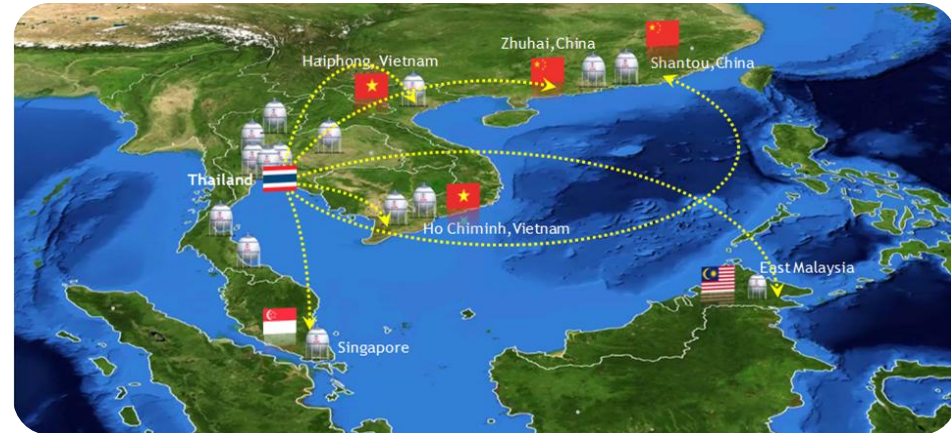 Zhuhai,China
Haiphong, Vietnam
Shantou,China
Thailand
Ho Chiminh,Vietnam
East Malaysia
Singapore